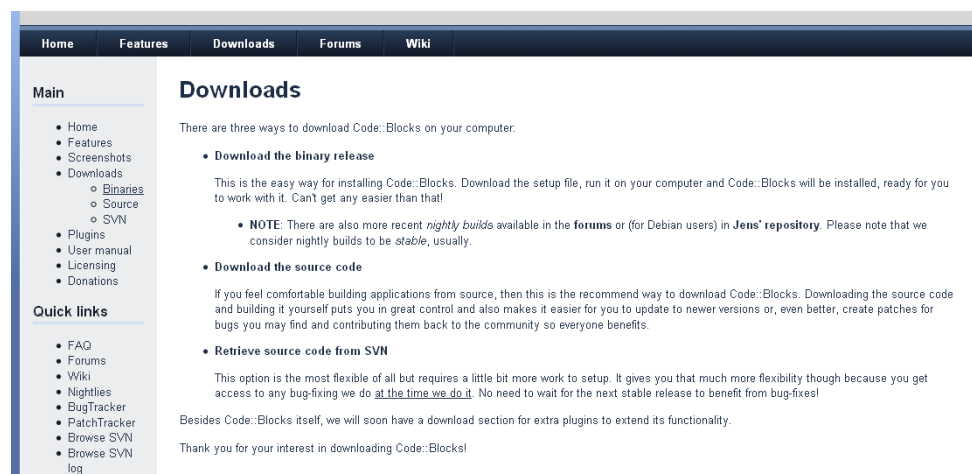 Home Features Downloads Forums Wiki
Main
Home
Features
Screenshots
Downloads
Binaries
Source
SVN
Plugins
User manual
Licensing
Donations
Quick links
FAQ
Forums
Wiki
Nightlies
BugTracker
PatchTracker
Browse SVN
Browse SVN
log
Downloads
There are three ways to download Code::Blocks on your computer:
Download the binary release
This is the easy way for installing Code::Blocks. Download the setup file, run it on your computer and Code::Blocks will be installed, ready for you
to work with it. Can't get any easier than that!
NOTE: There are also more recent nightly builds available in the forums or (for Debian users) in Jens' repository. Please note that we
consider nightly builds to be stable, usually.
Download the source code
If you feel comfortable building applications from source, then this is the recommend way to download Code::Blocks. Downloading the source code
and building it yourself puts you in great control and also makes it easier for you to update to newer versions or, even better, create patches for
bugs you may find and contributing them back to the community so everyone benefits.
Retrieve source code from SVN
This option is the most flexible of all but requires a little bit more work to setup. It gives you that much more flexibility though because you get
access to any bug-fixing we do at the time we do it. No need to wait for the next stable release to benefit from bug-fixes!
Besides Code::Blocks itself, we will soon have a download section for extra plugins to extend its functionality.
Thank you for your interest in downloading Code::Blocks!